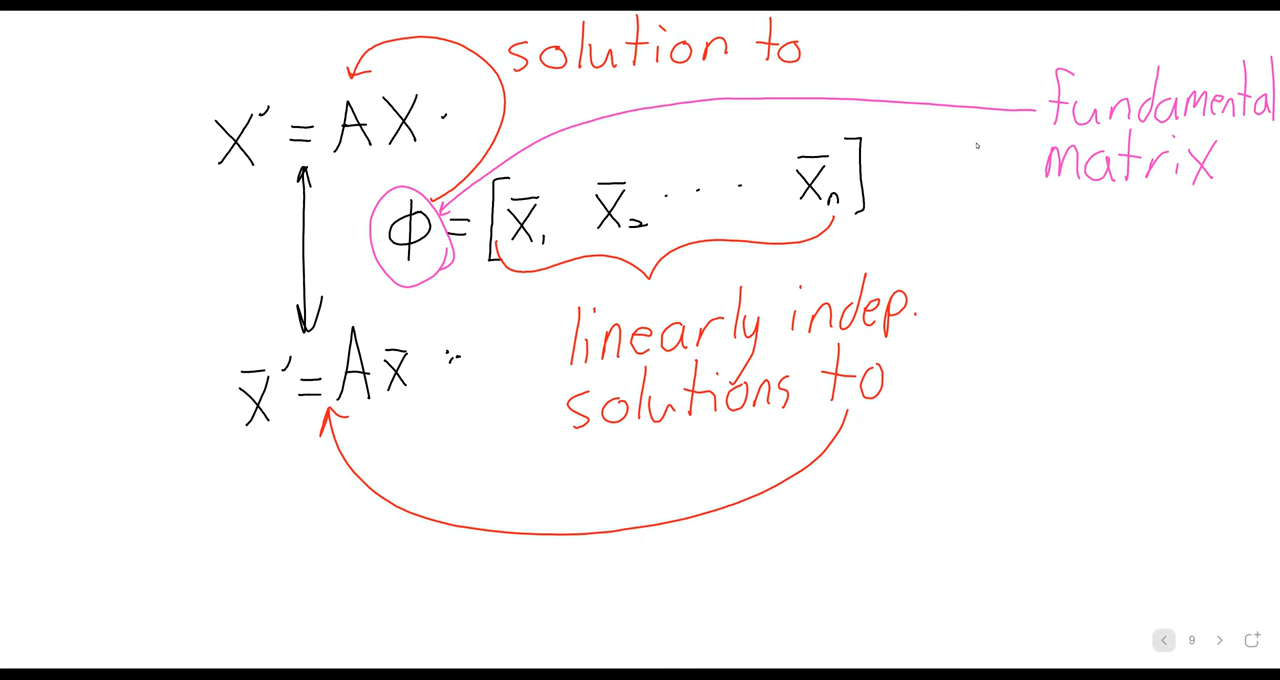 solution to
X′ = AX.
fundamental
matrix
ϕ = [x̅₁ x̅₂ . . . x̅ₙ]
linearly indep.
solutions to
x̅′ = Ax̅
9